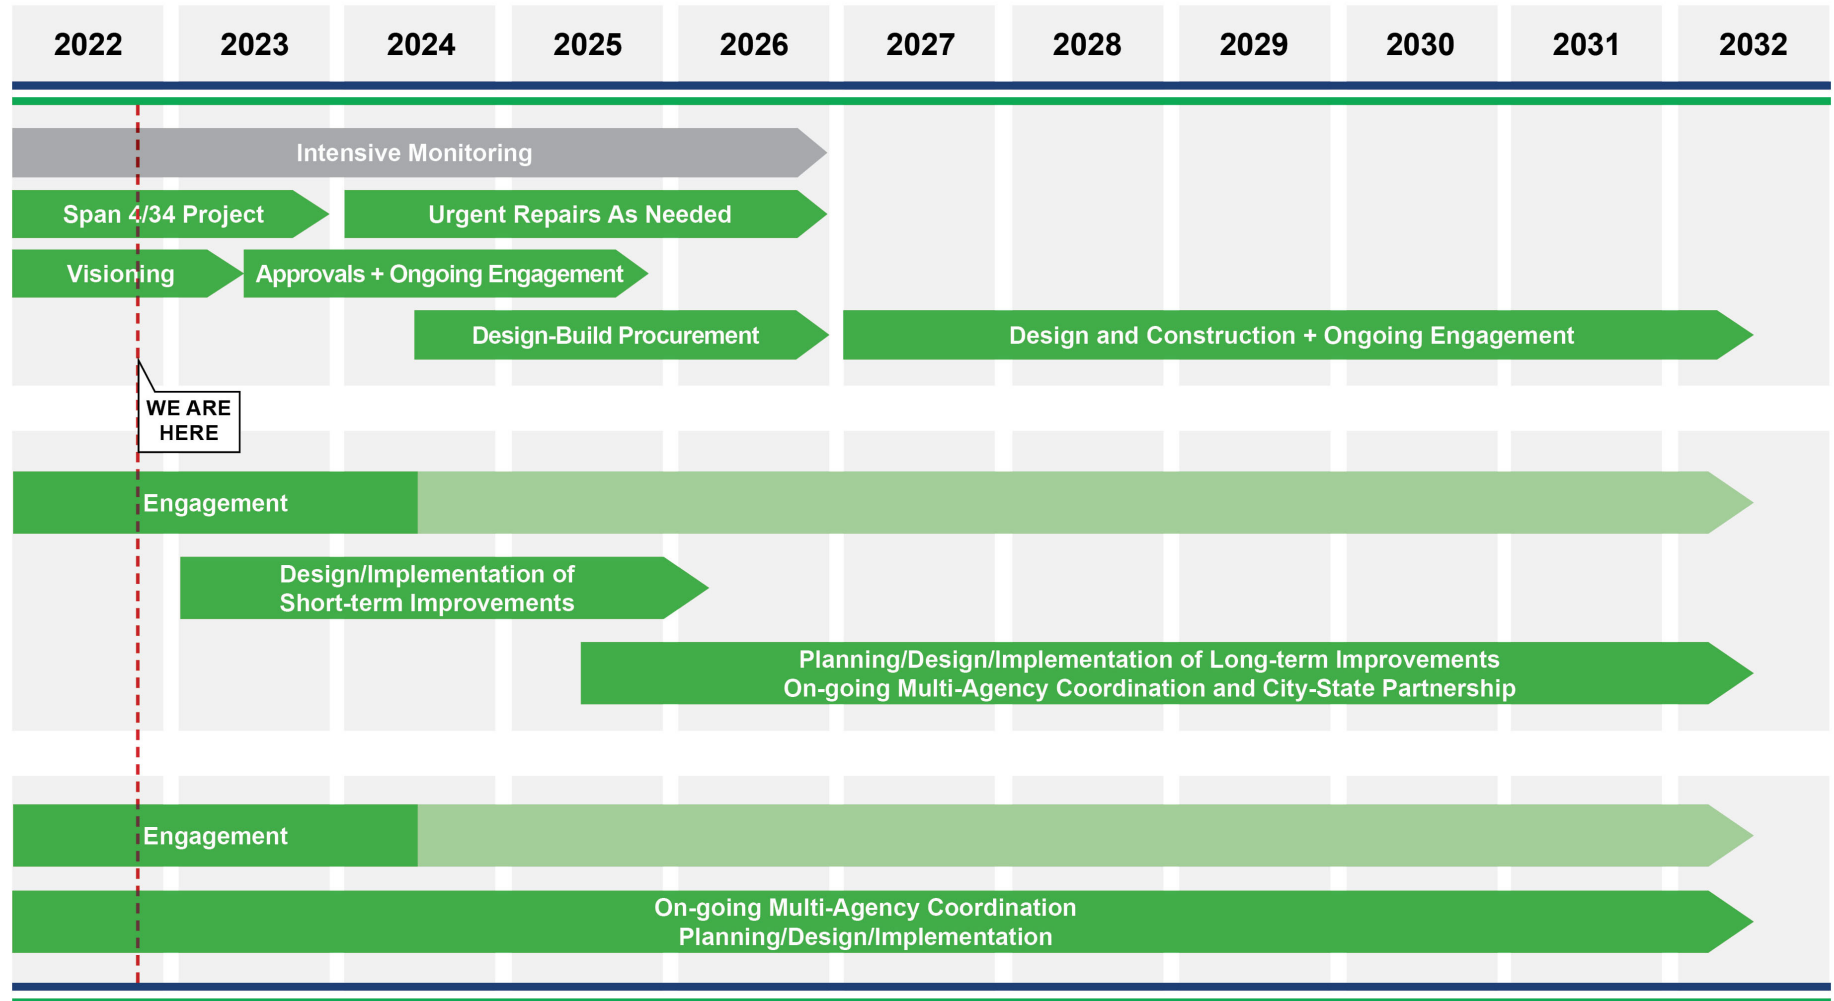 2022 2023 2024 2025 2026 2027 2028 2029 2030 2031 2032
Intensive Monitoring
Span 4/34 Project
Urgent Repairs As Needed
Visioning
Approvals + Ongoing Engagement
Design-Build Procurement
Design and Construction + Ongoing Engagement
WE ARE
HERE
Engagement
Design/Implementation of
Short-term Improvements
Planning/Design/Implementation of Long-term Improvements
On-going Multi-Agency Coordination and City-State Partnership
Engagement
On-going Multi-Agency Coordination
Planning/Design/Implementation